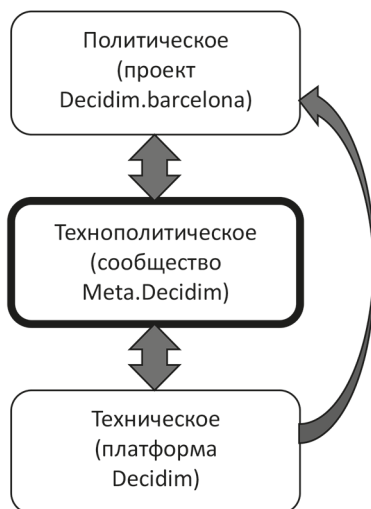 Политическое
(проект
Decidim.barcelona)
Технополитическое
(сообщество
Meta.Decidim)
Техническое
(платформа
Decidim)